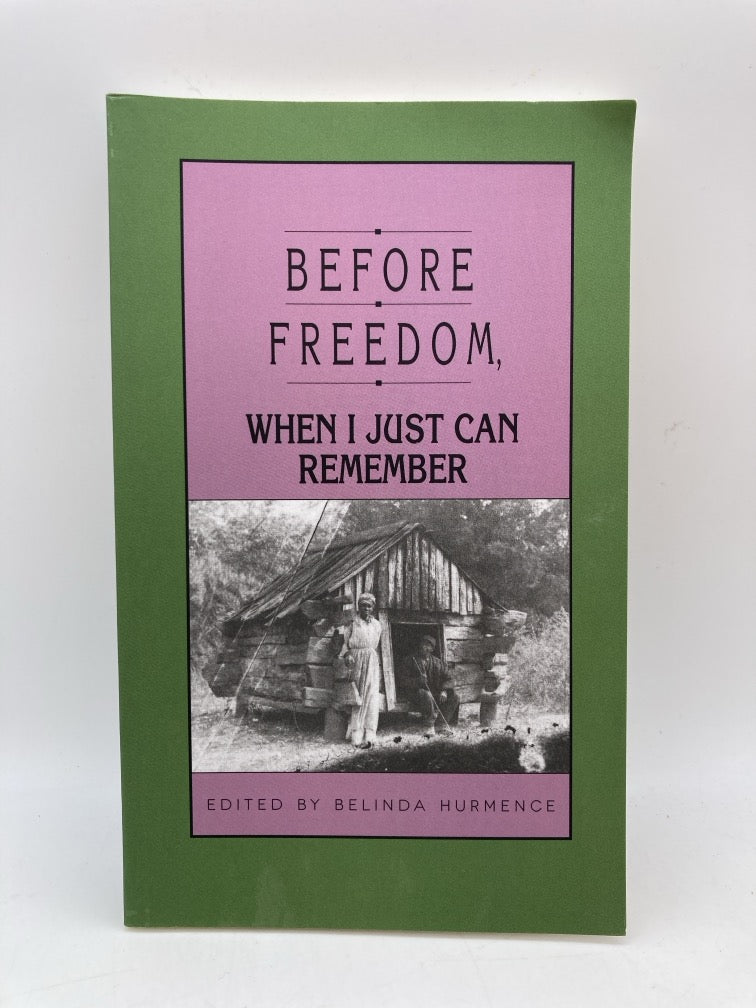 BEFORE
FREEDOM,
WHEN I JUST CAN
REMEMBER
EDITED BY BELINDA HURMENCE